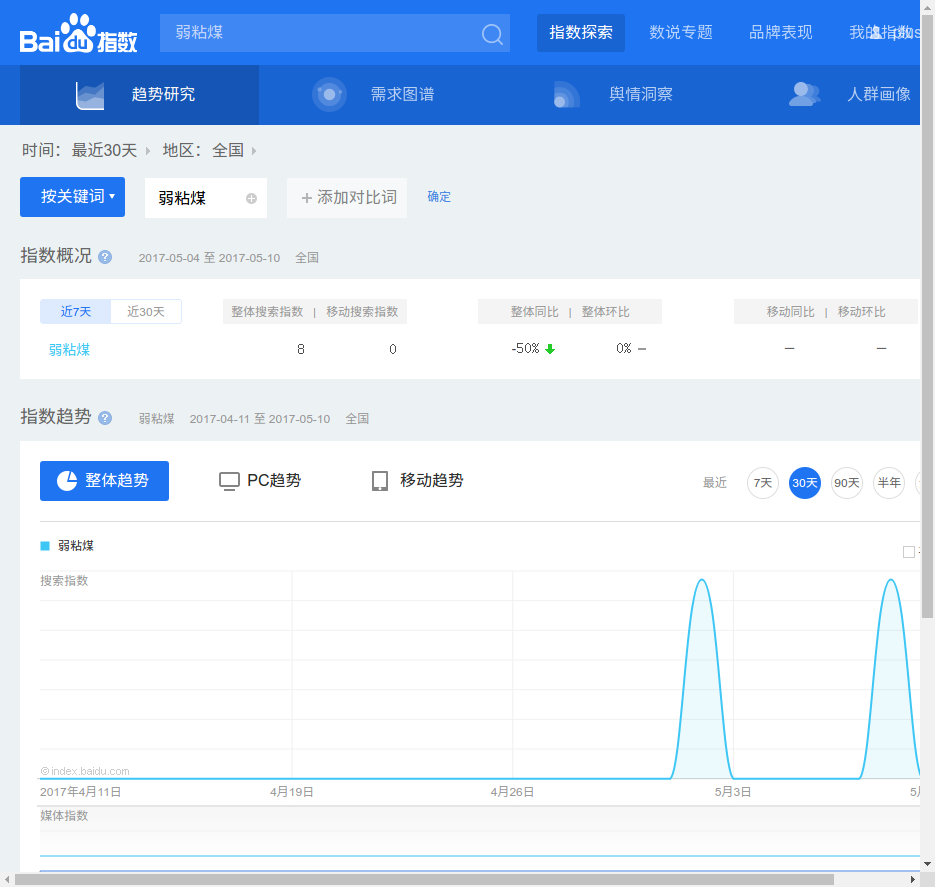 Bai du 指数 弱粘煤 指数探索 数说专题 品牌表现 我的指数
趋势研究 需求图谱 舆情洞察 人群画像
时间： 最近30天 地区： 全国
按关键词 弱粘煤 + 添加对比词 确定
指数概况 ? 2017-05-04 至 2017-05-10 全国
近7天 近30天 整体搜索指数 | 移动搜索指数 整体同比 | 整体环比 移动同比 | 移动环比
弱粘煤 8 0 -50% 0% – – –
指数趋势 ? 弱粘煤 2017-04-11 至 2017-05-10 全国
整体趋势 PC趋势 移动趋势 最近 7天 30天 90天 半年
弱粘煤
搜索指数
©index.baidu.com
2017年4月11日 4月19日 4月26日 5月3日
媒体指数